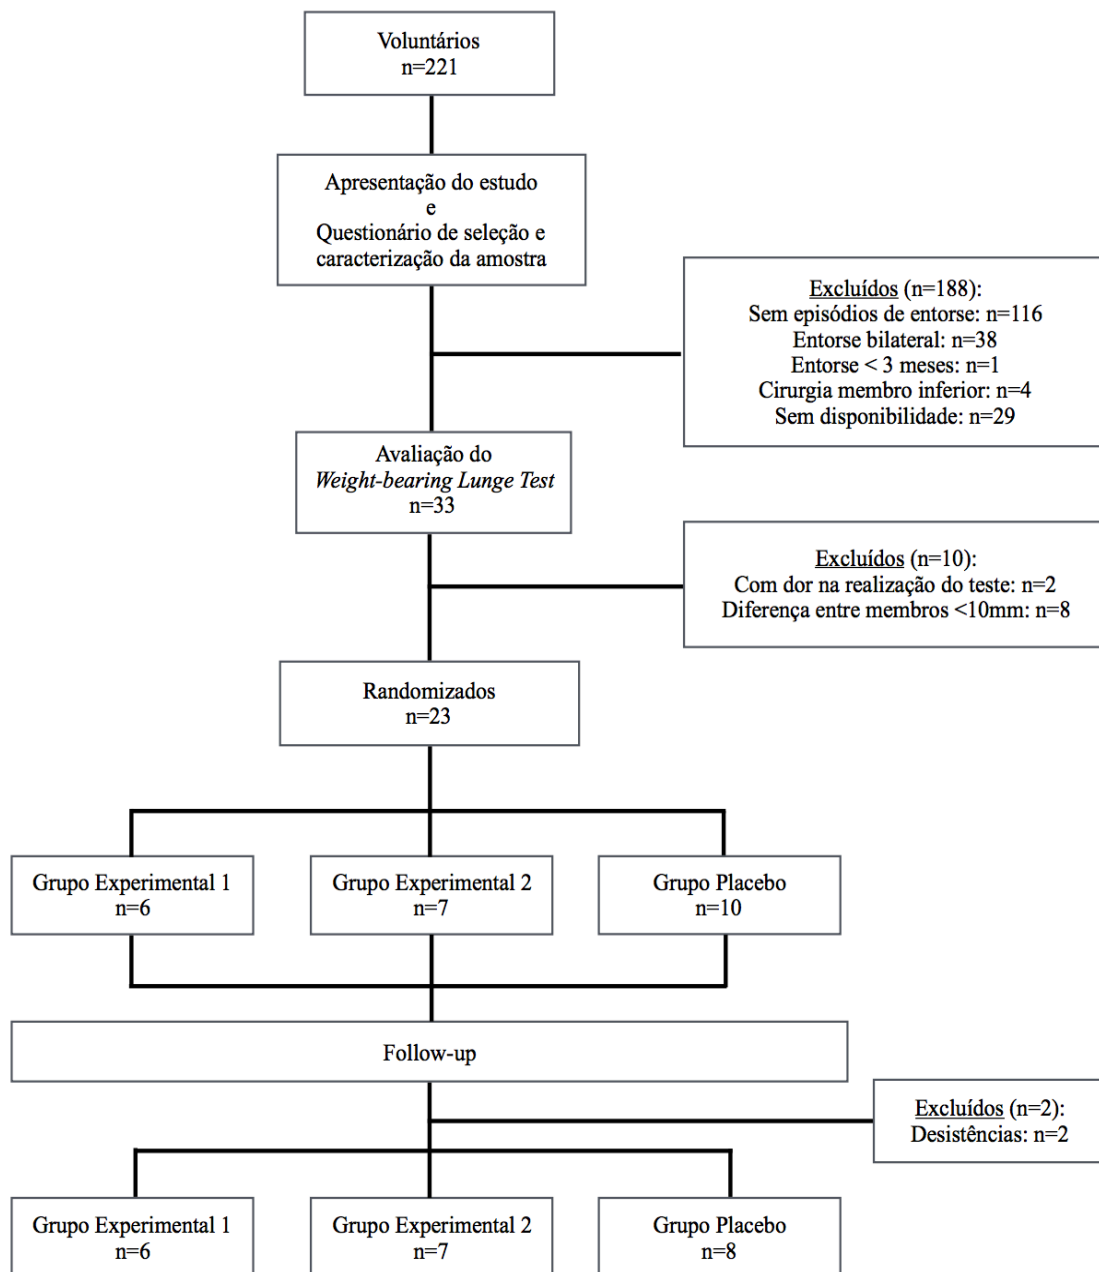 Voluntários
n=221
Apresentação do estudo
e
Questionário de seleção e
caracterização da amostra
Excluídos (n=188):
Sem episódios de entorse: n=116
Entorse bilateral: n=38
Entorse < 3 meses: n=1
Cirurgia membro inferior: n=4
Sem disponibilidade: n=29
Avaliação do
Weight-bearing Lunge Test
n=33
Excluídos (n=10):
Com dor na realização do teste: n=2
Diferença entre membros <10mm: n=8
Randomizados
n=23
Grupo Experimental 1
n=6
Grupo Experimental 2
n=7
Grupo Placebo
n=10
Follow-up
Excluídos (n=2):
Desistências: n=2
Grupo Experimental 1
n=6
Grupo Experimental 2
n=7
Grupo Placebo
n=8